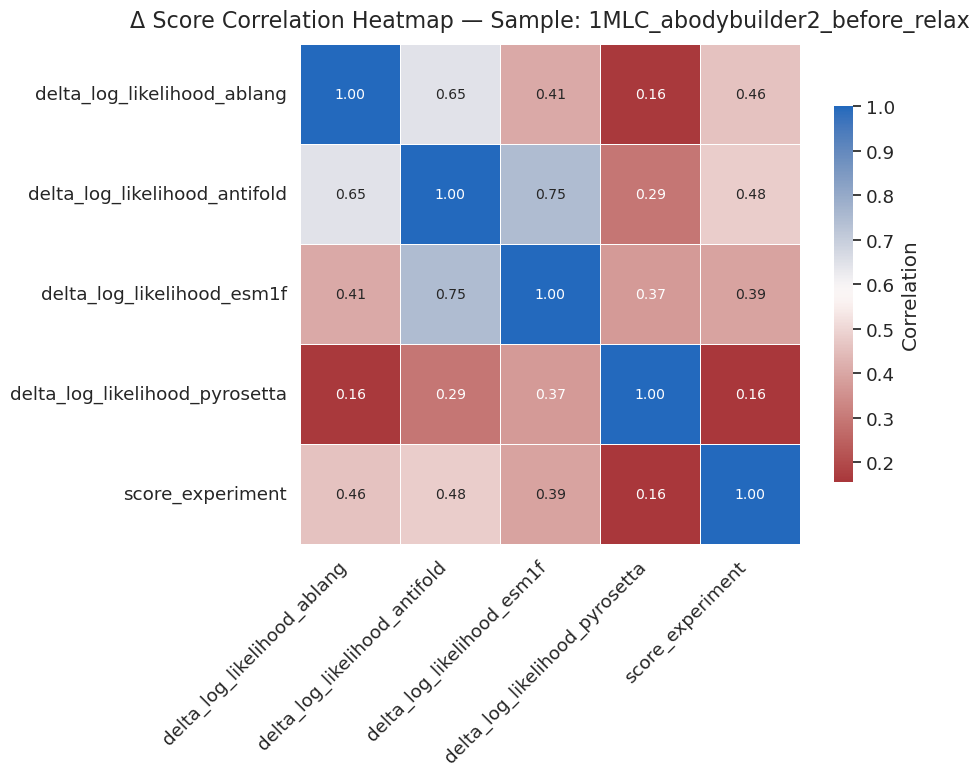 Δ Score Correlation Heatmap — Sample: 1MLC_abodybuilder2_before_relax
delta_log_likelihood_ablang
1.00 0.65 0.41 0.16 0.46
delta_log_likelihood_antifold
0.65 1.00 0.75 0.29 0.48
delta_log_likelihood_esm1f
0.41 0.75 1.00 0.37 0.39
delta_log_likelihood_pyrosetta
0.16 0.29 0.37 1.00 0.16
score_experiment
0.46 0.48 0.39 0.16 1.00
delta_log_likelihood_ablang
delta_log_likelihood_antifold
delta_log_likelihood_esm1f
delta_log_likelihood_pyrosetta
score_experiment
1.0
0.9
0.8
0.7
0.6
0.5
0.4
0.3
0.2
Correlation